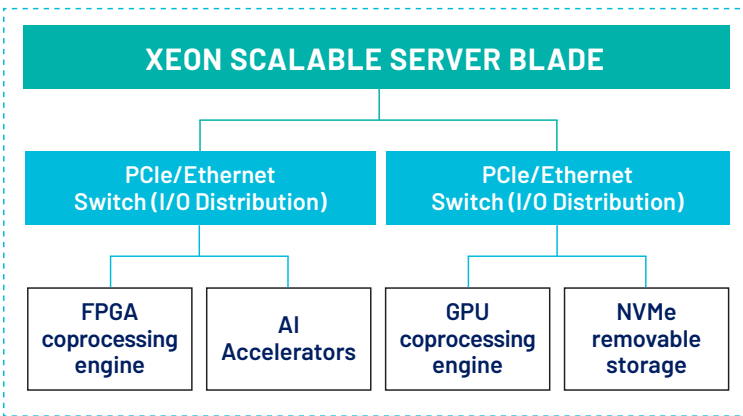 XEON SCALABLE SERVER BLADE
PCIe/Ethernet
Switch (I/O Distribution)
PCIe/Ethernet
Switch (I/O Distribution)
FPGA
coprocessing
engine
AI
Accelerators
GPU
coprocessing
engine
NVMe
removable
storage